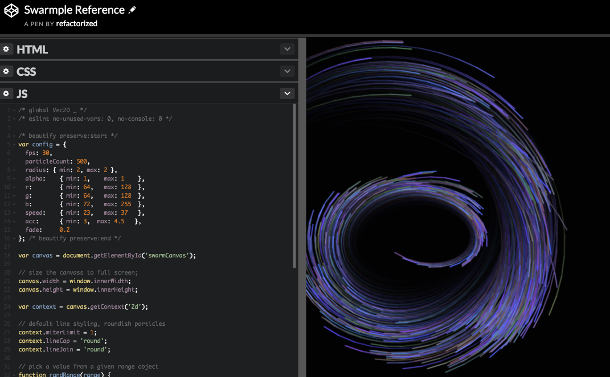 Swarmple Reference
A PEN BY refactorized
HTML
CSS
JS
/* global Vec2D _ */
/* eslint no-unused-vars: 0, no-console: 0 */
/* beautify preserve:start */
var config = {
fps: 30,
particleCount: 500,
radius: { min: 2, max: 2 },
alpha: { min: 1, max: 1 },
r: { min: 64, max: 128 },
g: { min: 64, max: 128 },
b: { min: 72, max: 255 },
speed: { min: 23, max: 37 },
acc: { min: 3, max: 4.5 },
fade: 0.2
}; /* beautify preserve:end */
var canvas = document.getElementById('swarmCanvas');
// size the canvass to full screen;
canvas.width = window.innerWidth;
canvas.height = window.innerHeight;
var context = canvas.getContext('2d');
// default line styling, roundish particles
context.miterLimit = 1;
context.lineCap = 'round';
context.lineJoin = 'round';
// pick a value from a given range object
function randRange(range) {